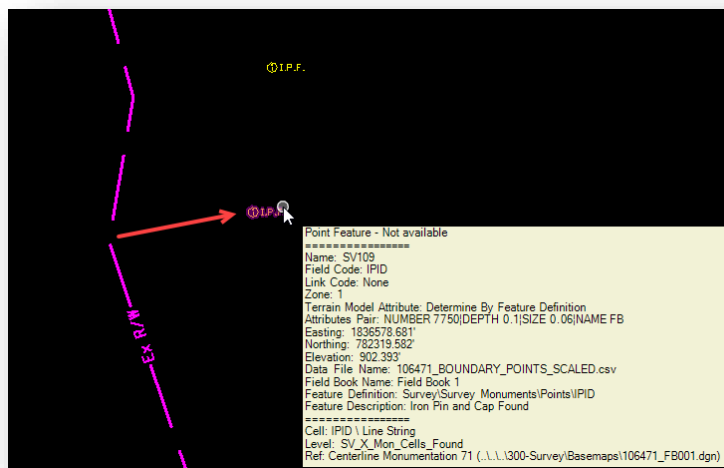 ①I.P.F.
①I.P.F
Ex R/W
Point Feature - Not available
================
Name: SV109
Field Code: IPID
Link Code: None
Zone: 1
Terrain Model Attribute: Determine By Feature Definition
Attributes Pair: NUMBER 7750|DEPTH 0.1|SIZE 0.06|NAME FB
Easting: 1836578.681'
Northing: 782319.582'
Elevation: 902.393'
Data File Name: 106471_BOUNDARY_POINTS_SCALED.csv
Field Book Name: Field Book 1
Feature Definition: Survey\Survey Monuments\Points\IPID
Feature Description: Iron Pin and Cap Found
================
Cell: IPID \ Line String
Level: SV_X_Mon_Cells_Found
Ref: Centerline Monumentation 71 (..\..\..\300-Survey\Basemaps\106471_FB001.dgn)